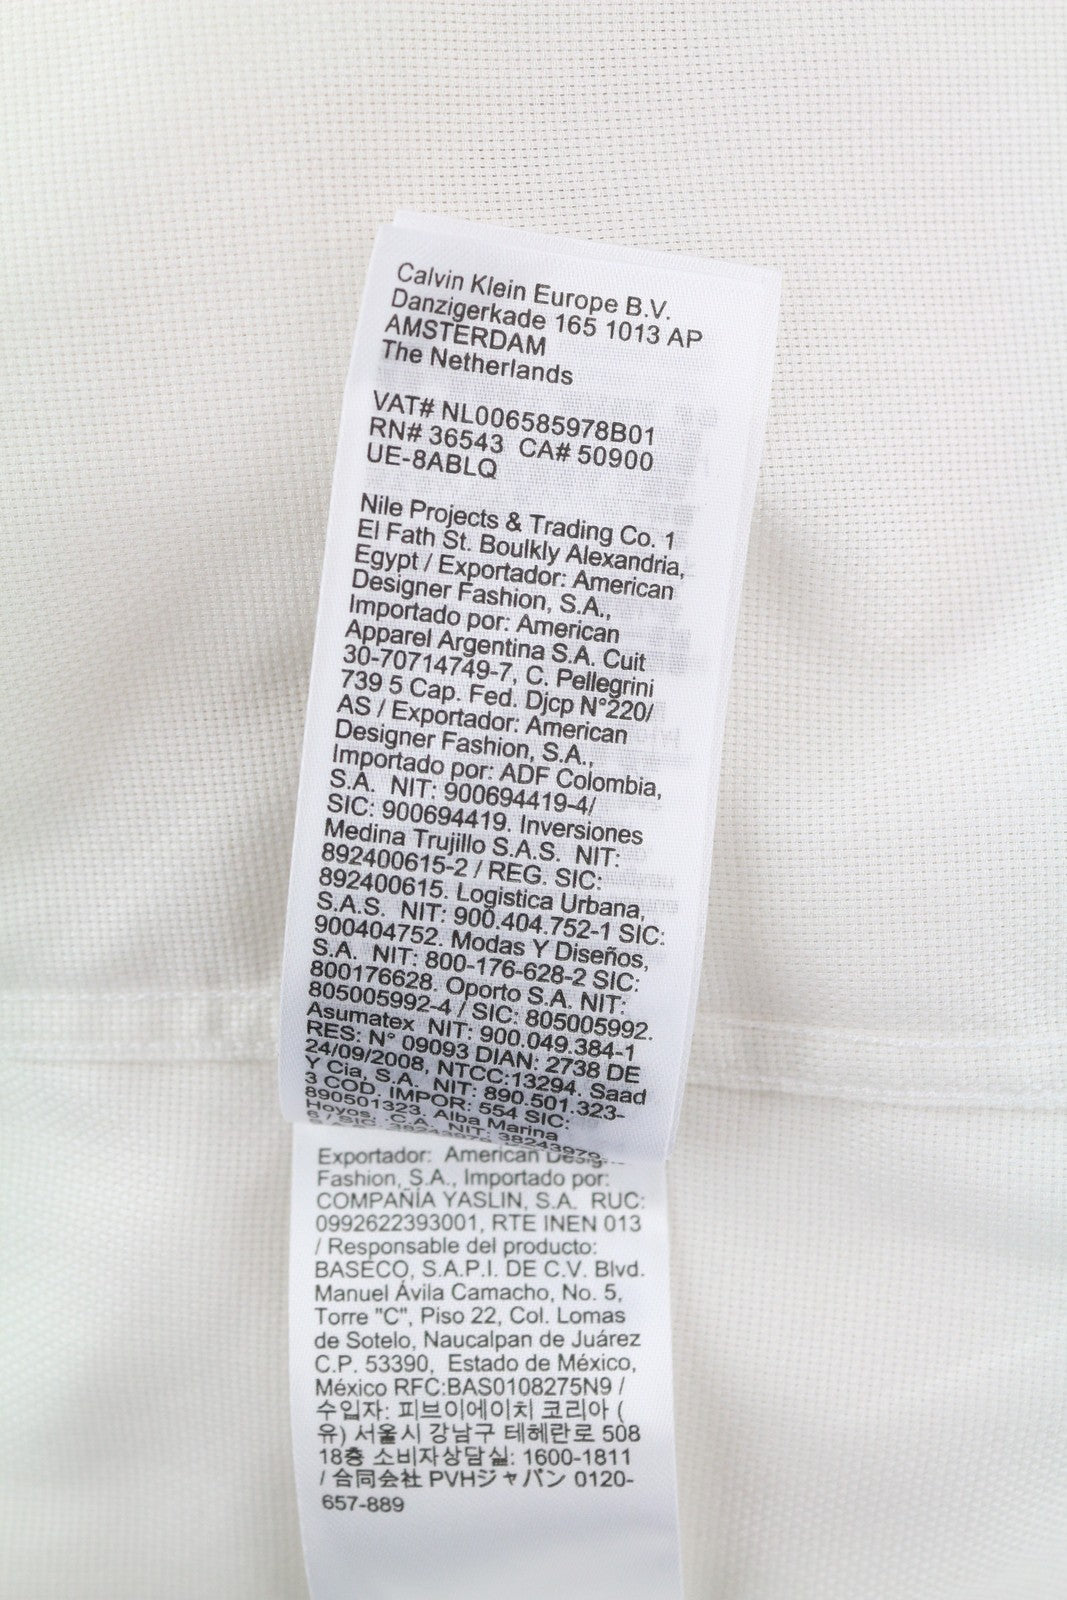 Calvin Klein Europe B.V.
Danzigerkade 165 1013 AP
AMSTERDAM
The Netherlands
VAT# NL006585978B01
RN# 36543 CA# 50900
UE-8ABLQ
Nile Projects & Trading Co. 1
El Fath St. Boulkly Alexandria,
Egypt / Exportador: American
Designer Fashion, S.A.,
Importado por: American
Apparel Argentina S.A. Cuit
30-70714749-7, C. Pellegrini
739 5 Cap. Fed. Djcp N°220/
AS / Exportador: American
Designer Fashion, S.A.,
Importado por: ADF Colombia,
S.A. NIT: 900694419-4/
SIC: 900694419. Inversiones
Medina Trujillo S.A.S. NIT:
892400615-2 / REG. SIC:
892400615. Logistica Urbana,
S.A.S. NIT: 900.404.752-1 SIC:
900404752. Modas Y Diseños,
S.A. NIT: 800-176-628-2 SIC:
800176628. Oporto S.A. NIT:
805005992-4 / SIC: 805005992.
Asumatex NIT: 900.049.384-1
RES: N° 09093 DIAN: 2738 DE
24/09/2008, NTCC:13294. Saad
Y Cia, S.A. NIT: 890.501.323-
3 COD. IMPOR: 554 SIC:
890501323. Alba Marina
Hoyos, C.A. NIT: 38243979-
6 / SIC: 38243979
Exportador: American
Fashion, S.A., Importado por:
COMPAÑÍA YASLIN, S.A. RUC:
0992622393001, RTE INEN 013
/ Responsable del producto:
BASECO, S.A.P.I. DE C.V. Blvd.
Manuel Ávila Camacho, No. 5,
Torre "C", Piso 22, Col. Lomas
de Sotelo, Naucalpan de Juárez
C.P. 53390, Estado de México,
México RFC:BAS0108275N9 /
수입자: 피브이에이치 코리아 (
유) 서울시 강남구 테헤란로 508
18층 소비자상담실: 1600-1811
/ 合同会社 PVHジャパン 0120-
657-889